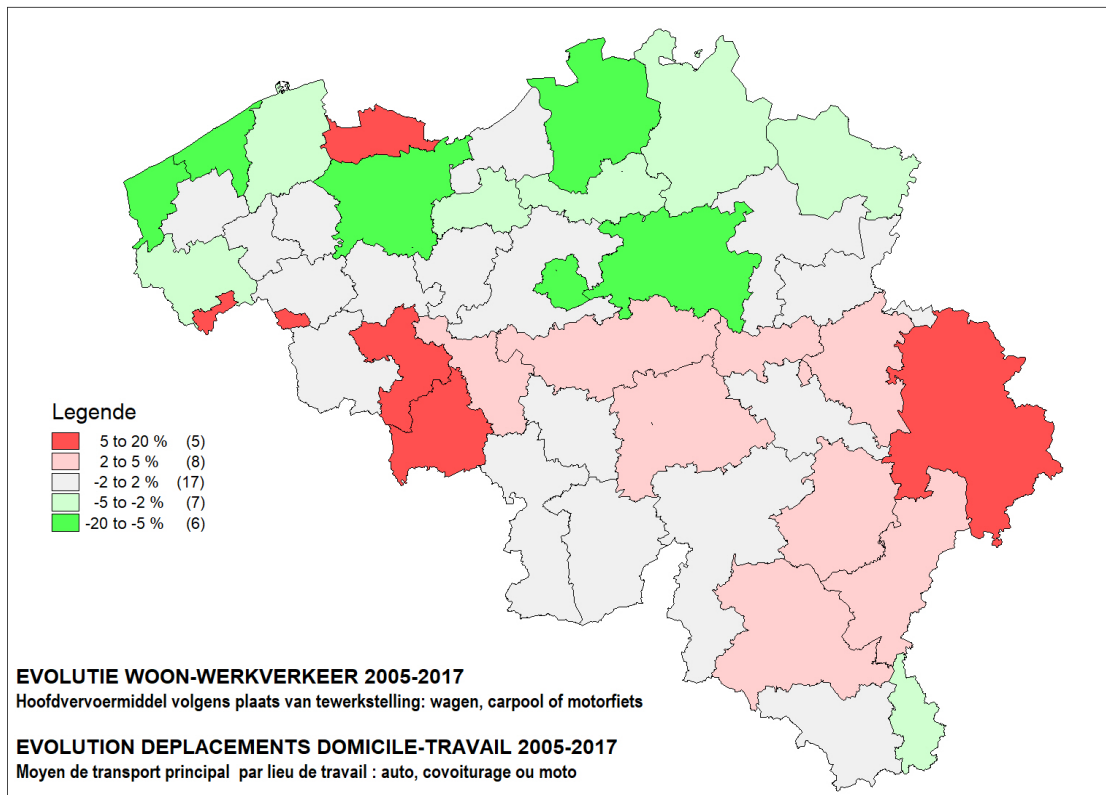 Legende
5 to 20 % (5)
2 to 5 % (8)
-2 to 2 % (17)
-5 to -2 % (7)
-20 to -5 % (6)
EVOLUTIE WOON-WERKVERKEER 2005-2017
Hoofdvervoermiddel volgens plaats van tewerkstelling: wagen, carpool of motorfiets
EVOLUTION DEPLACEMENTS DOMICILE-TRAVAIL 2005-2017
Moyen de transport principal par lieu de travail : auto, covoiturage ou moto